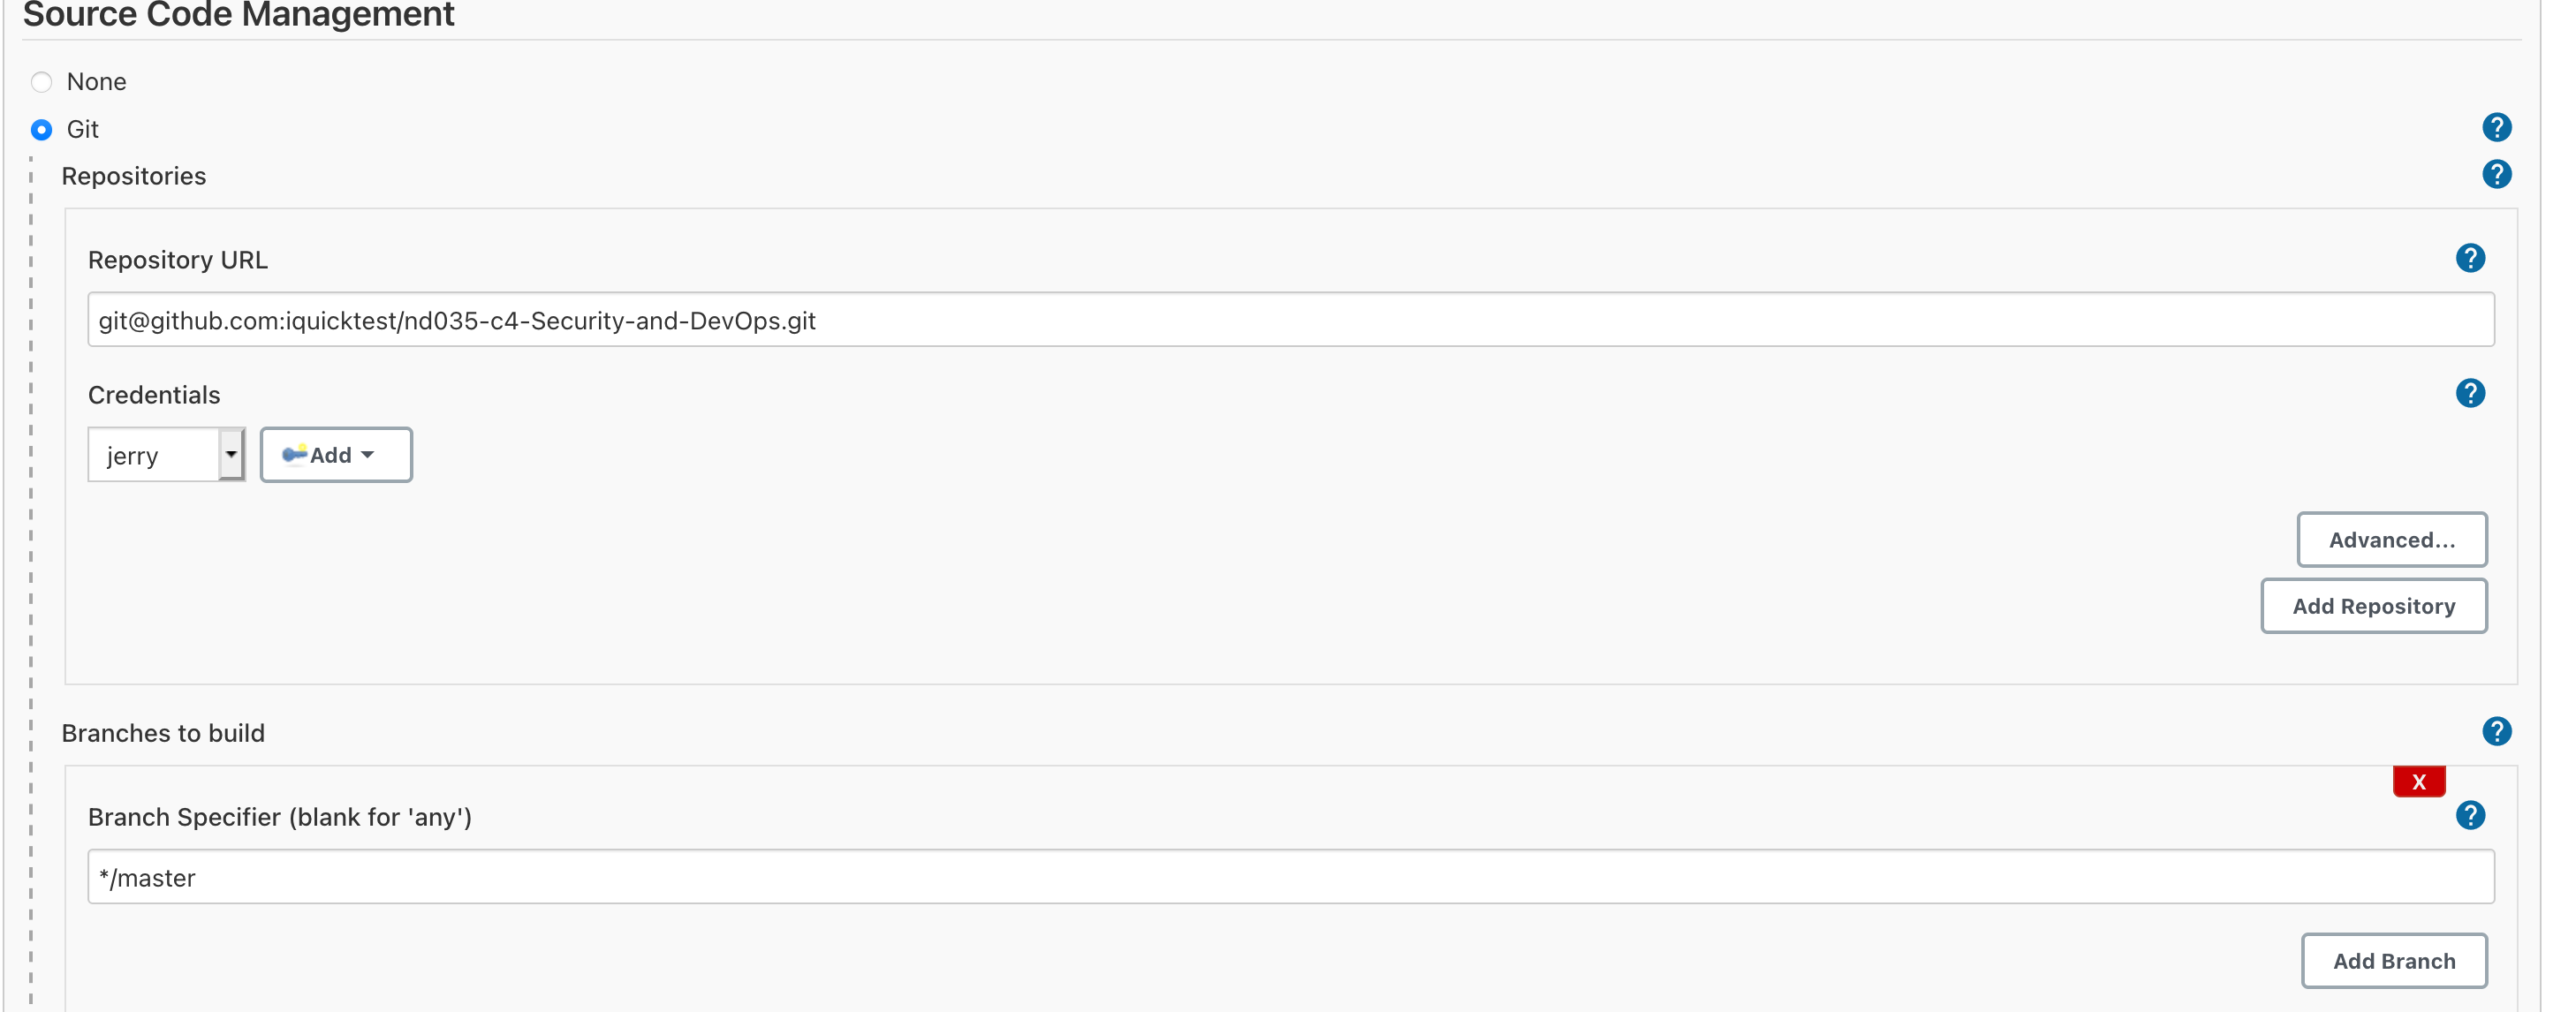 Source Code Management
None
Git
?
Repositories
?
Repository URL
?
git@github.com:iquicktest/nd035-c4-Security-and-DevOps.git
Credentials
?
jerry
Add
Advanced...
Add Repository
Branches to build
?
X
Branch Specifier (blank for 'any')
?
*/master
Add Branch